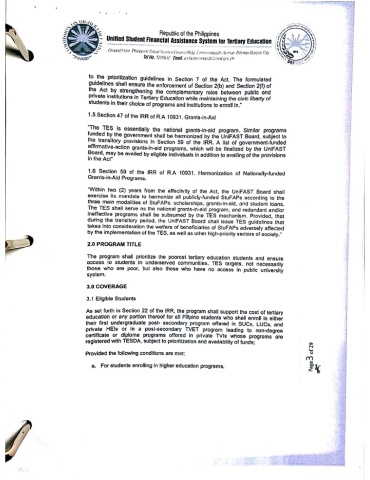 Republic of the Philippines
Unified Student Financial Assistance System for Tertiary Education
to the prioritization guidelines in Section 7 of the Act. The formulated
guidelines shall ensure the enforcement of Section 2(b) and Section 2(f) of
the Act by strengthening the complementary roles between public and
private institutions in Tertiary Education while maintaining the civic liberty of
students in their choice of programs and institutions to enroll in."
1.5 Section 47 of the IRR of R.A 10931. Grants-in-Aid
"The TES is essentially the national grants-in-aid program. Similar programs
funded by the government shall be harmonized by the UniFAST Board, subject to
the transitory provisions in Section 59 of the IRR. A list of government-funded
affirmative-action grants-in-aid programs, which will be finalized by the UniFAST
Board, may be availed by eligible individuals in addition to availing of the provisions
in the Act"
1.6 Section 59 of the IRR of R.A 10931. Harmonization of Nationally-funded
Grants-in-Aid Programs.
"Within two (2) years from the effectivity of the Act, the UniFAST Board shall
exercise its mandate to harmonize all publicly-funded StuFAPs according to the
three main modalities of StuFAPs: scholarships, grants-in-aid, and student loans.
The TES shall serve as the national grants-in-aid program, and redundant and/or
ineffective programs shall be subsumed by the TES mechanism. Provided, that
during the transitory period, the UniFAST Board shall issue TES guidelines that
takes into consideration the welfare of beneficiaries of StuFAPs adversely affected
by the implementation of the TES, as well as other high-priority sectors of society."
2.0 PROGRAM TITLE
The program shall prioritize the poorest tertiary education students and ensure
access to students in underserved communities. TES targets, not necessarily
those who are poor, but also those who have no access in public university
system.
3.0 COVERAGE
3.1 Eligible Students
As set forth in Section 22 of the IRR, the program shall support the cost of tertiary
education or any portion thereof for all Filipino students who shall enroll in either
their first undergraduate post- secondary program offered in SUCs, LUCs, and
private HEIs or in a post-secondary TVET program leading to non-degree
certificate or diploma programs offered in private TVIs whose programs are
registered with TESDA, subject to prioritization and availability of funds;
Provided the following conditions are met:
a. For students enrolling in higher education programs,
Page 3 of 29